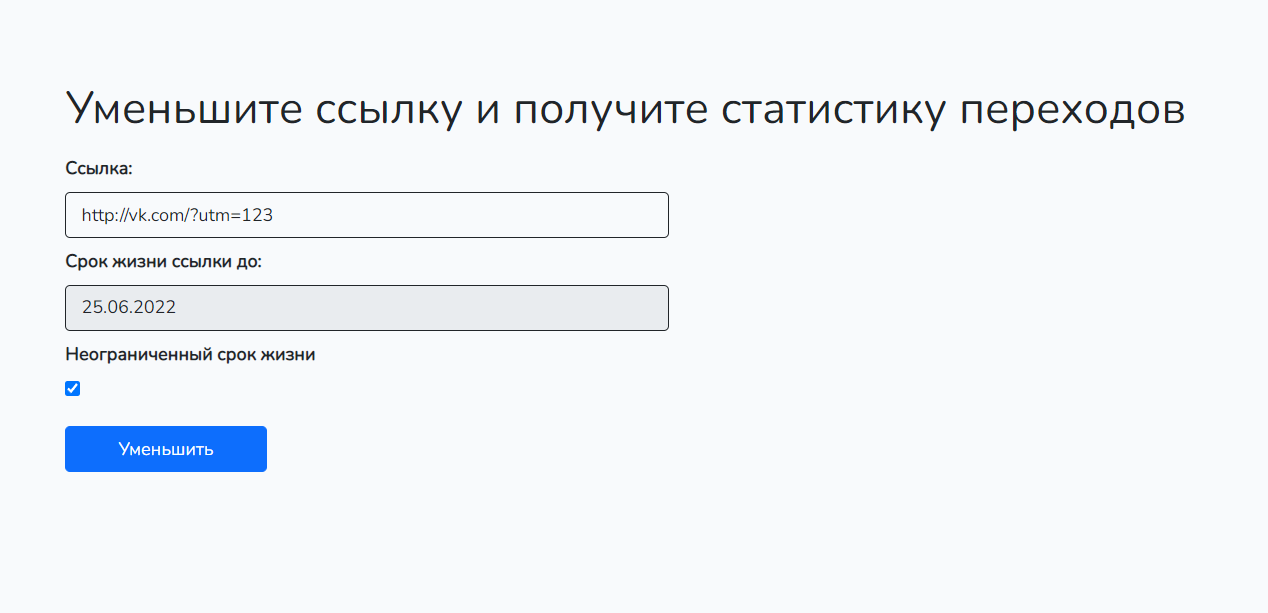 Уменьшите ссылку и получите статистику переходов
Ссылка:
http://vk.com/?utm=123
Срок жизни ссылки до:
25.06.2022
Неограниченный срок жизни
Уменьшить